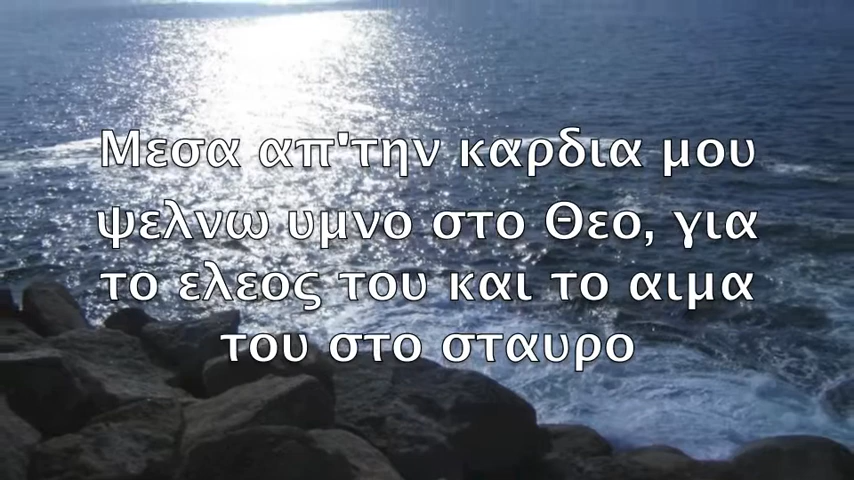 Μεσα απ'την καρδια μου
ψελνω υμνο στο Θεο, για
το ελεος του και το αιμα
του στο σταυρο